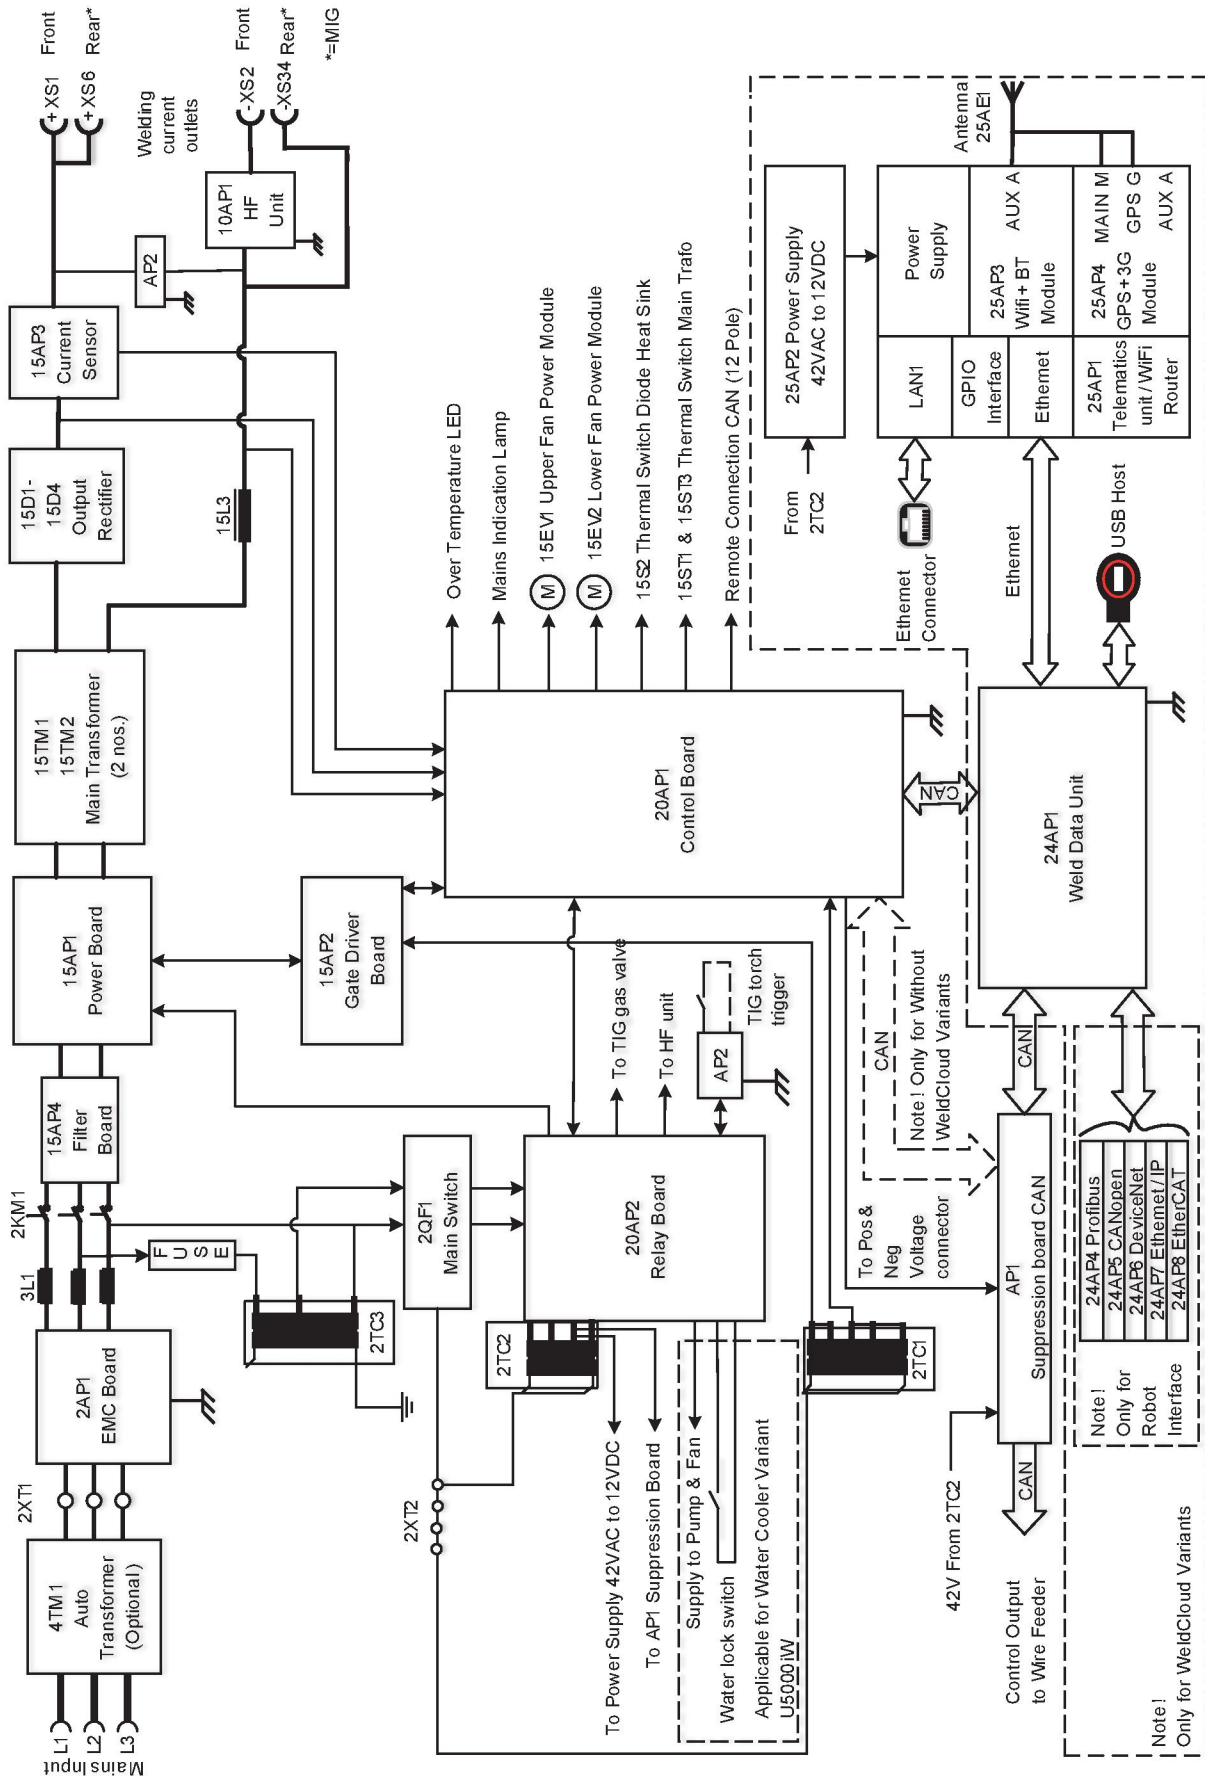 Mains Input
L1
L2
L3
4TM1
Auto
Transformer
(Optional)
2XT1
2AP1
EMC Board
3L1
2KM1
15AP4
Filter
Board
15AP1
Power Board
15TM1
15TM2
Main Transformer
(2 nos.)
15D1-
15D4
Output
Rectifier
15AP3
Current
Sensor
+XS1 Front
+XS6 Rear*
Welding
current
outlets
AP2
10AP1
HF
Unit
-XS2 Front
-XS34 Rear*
*=MIG
15L3
FUSE
2TC3
2QF1
Main Switch
15AP2
Gate Driver
Board
2XT2
2TC2
20AP2
Relay Board
To TIG gas valve
To HF unit
AP2
TIG torch
trigger
To Power Supply 42VAC to 12VDC
To AP1 Suppression Board
Supply to Pump & Fan
Water lock switch
Applicable for Water Cooler Variant
U5000iW
2TC1
20AP1
Control Board
Over Temperature LED
Mains Indication Lamp
M
15EV1 Upper Fan Power Module
M
15EV2 Lower Fan Power Module
15S2 Thermal Switch Diode Heat Sink
15ST1 & 15ST3 Thermal Switch Main Trafo
Remote Connection CAN (12 Pole)
To Pos &
Neg
Voltage
connector
CAN
Note! Only for Without
WeldCloud Variants
CAN
42V From 2TC2
AP1
Suppression board CAN
CAN
CAN
Control Output
to Wire Feeder
24AP1
Weld Data Unit
Note!
Only for
Robot
Interface
24AP4 Profibus
24AP5 CANopen
24AP6 DeviceNet
24AP7 Ethernet / IP
24AP8 EtherCAT
From
2TC2
25AP2 Power Supply
42VAC to 12VDC
Antenna
25AE1
Ethernet
Connector
LAN1
Power
Supply
GPIO
Interface
Ethernet
25AP3
Wifi + BT
Module
AUX A
25AP1
Telematics
unit / WiFi
Router
25AP4
GPS+3G
Module
MAIN M
GPS G
AUX A
Ethernet
USB Host
Note!
Only for WeldCloud Variants